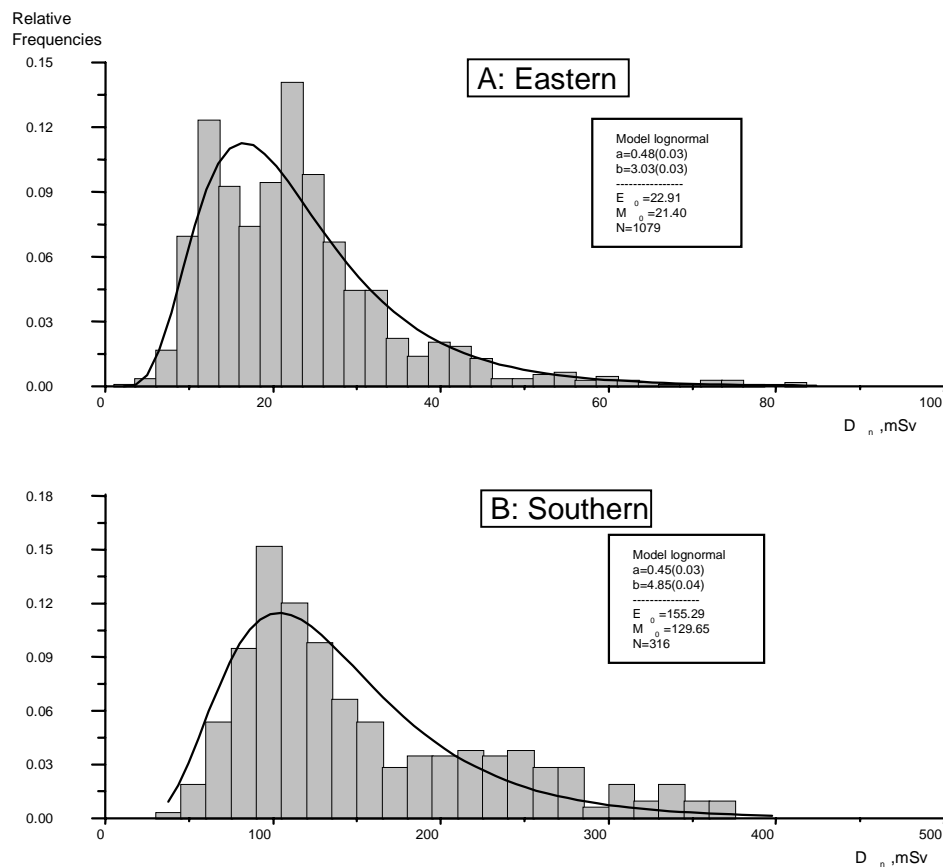 Relative
Frequencies
A: Eastern
0.15
0.12
0.09
0.06
0.03
0.00
Model lognormal
a=0.48(0.03)
b=3.03(0.03)
----------------
E 0 =22.91
M 0 =21.40
N=1079
0 20 40 60 80 100
D n ,mSv
B: Southern
0.18
0.15
0.12
0.09
0.06
0.03
0.00
Model lognormal
a=0.45(0.03)
b=4.85(0.04)
----------------
E 0 =155.29
M 0 =129.65
N=316
0 100 200 300 400 500
D n ,mSv